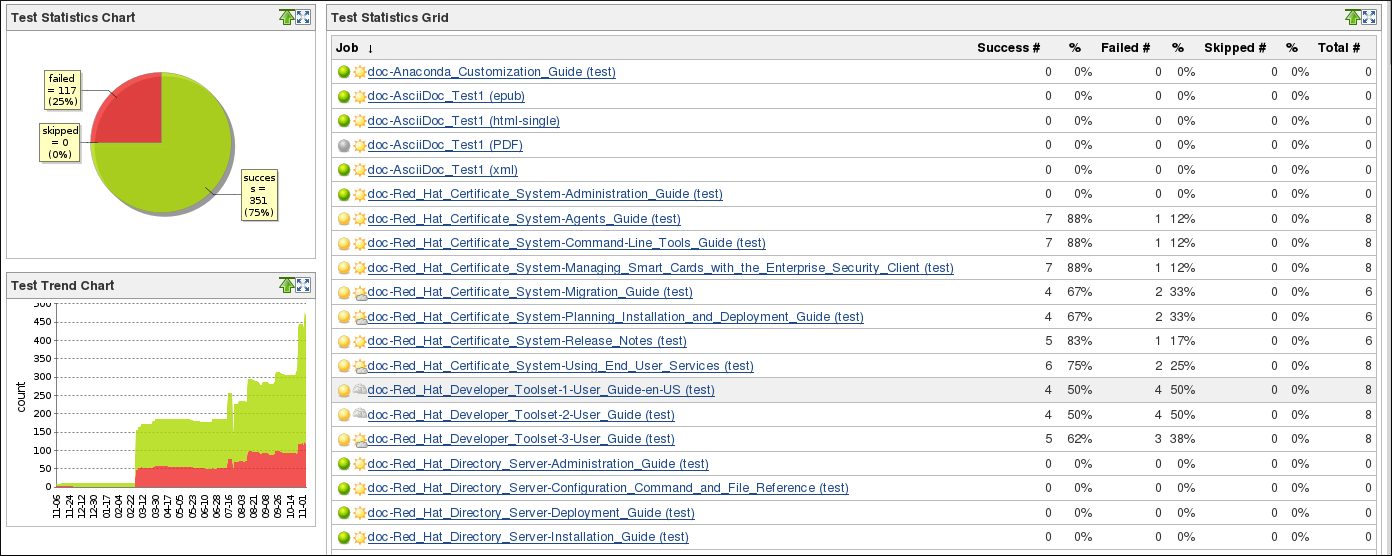 Test Statistics Chart
failed
= 117
(25%)
skipped
= 0
(0%)
succes
s =
351
(75%)
Test Trend Chart
500
450
400
350
300
250
200
150
100
50
0
count
11-06
11-24
12-12
12-30
01-17
02-04
02-22
03-12
03-30
04-17
05-05
05-23
06-10
06-28
07-16
08-03
08-21
09-08
09-26
10-14
11-01
Test Statistics Grid
Job ↓ Success # % Failed # % Skipped # % Total #
doc-Anaconda_Customization_Guide (test) 0 0% 0 0% 0 0% 0
doc-AsciiDoc_Test1 (epub) 0 0% 0 0% 0 0% 0
doc-AsciiDoc_Test1 (html-single) 0 0% 0 0% 0 0% 0
doc-AsciiDoc_Test1 (PDF) 0 0% 0 0% 0 0% 0
doc-AsciiDoc_Test1 (xml) 0 0% 0 0% 0 0% 0
doc-Red_Hat_Certificate_System-Administration_Guide (test) 0 0% 0 0% 0 0% 0
doc-Red_Hat_Certificate_System-Agents_Guide (test) 7 88% 1 12% 0 0% 8
doc-Red_Hat_Certificate_System-Command-Line_Tools_Guide (test) 7 88% 1 12% 0 0% 8
doc-Red_Hat_Certificate_System-Managing_Smart_Cards_with_the_Enterprise_Security_Client (test) 7 88% 1 12% 0 0% 8
doc-Red_Hat_Certificate_System-Migration_Guide (test) 4 67% 2 33% 0 0% 6
doc-Red_Hat_Certificate_System-Planning_Installation_and_Deployment_Guide (test) 4 67% 2 33% 0 0% 6
doc-Red_Hat_Certificate_System-Release_Notes (test) 5 83% 1 17% 0 0% 6
doc-Red_Hat_Certificate_System-Using_End_User_Services (test) 6 75% 2 25% 0 0% 8
doc-Red_Hat_Developer_Toolset-1-User_Guide-en-US (test) 4 50% 4 50% 0 0% 8
doc-Red_Hat_Developer_Toolset-2-User_Guide (test) 4 50% 4 50% 0 0% 8
doc-Red_Hat_Developer_Toolset-3-User_Guide (test) 5 62% 3 38% 0 0% 8
doc-Red_Hat_Directory_Server-Administration_Guide (test) 0 0% 0 0% 0 0% 0
doc-Red_Hat_Directory_Server-Configuration_Command_and_File_Reference (test) 0 0% 0 0% 0 0% 0
doc-Red_Hat_Directory_Server-Deployment_Guide (test) 0 0% 0 0% 0 0% 0
doc-Red_Hat_Directory_Server-Installation_Guide (test) 0 0% 0 0% 0 0% 0